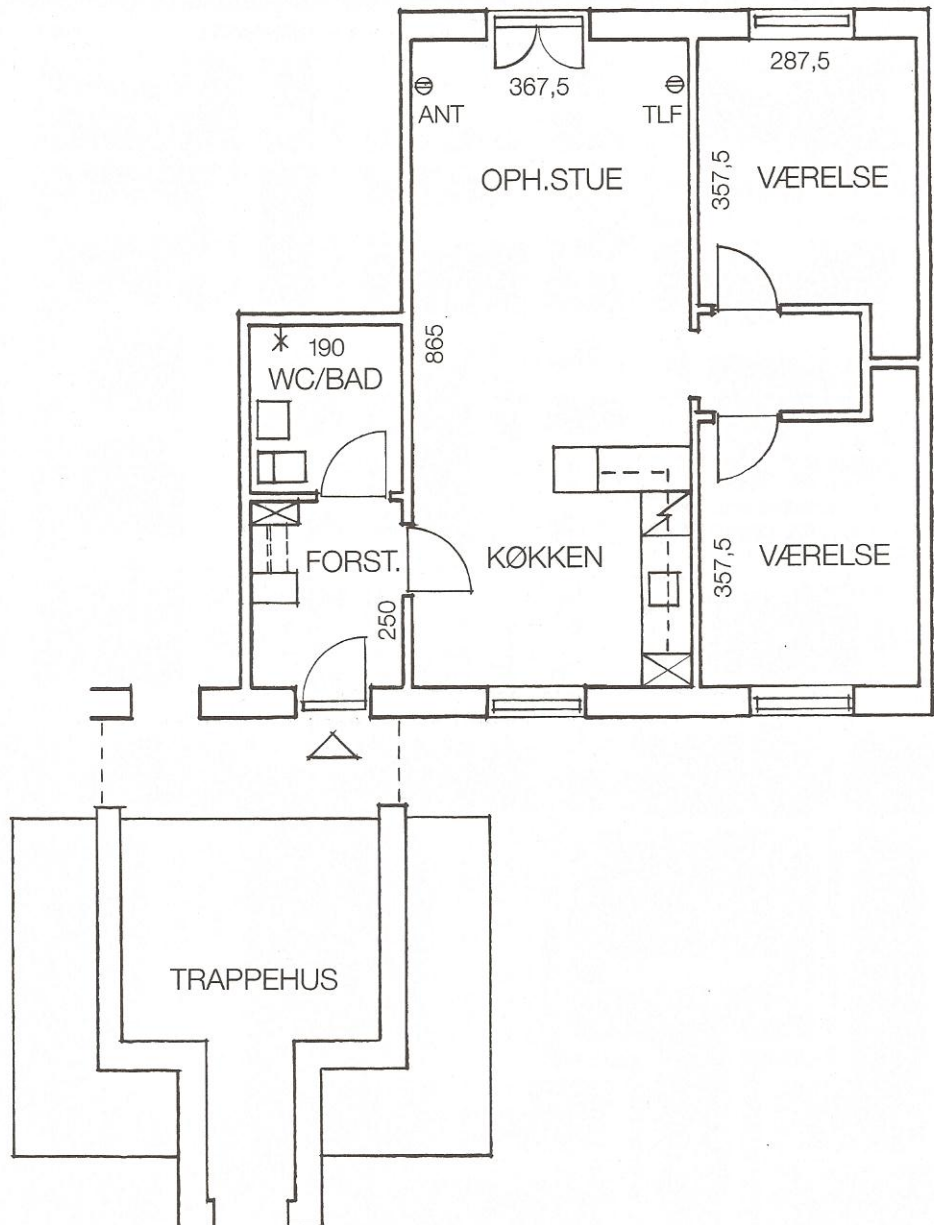 367,5
287,5
ANT
TLF
OPH.STUE
357,5
VÆRELSE
865
190
WC/BAD
FORST.
250
KØKKEN
357,5
VÆRELSE
TRAPPEHUS